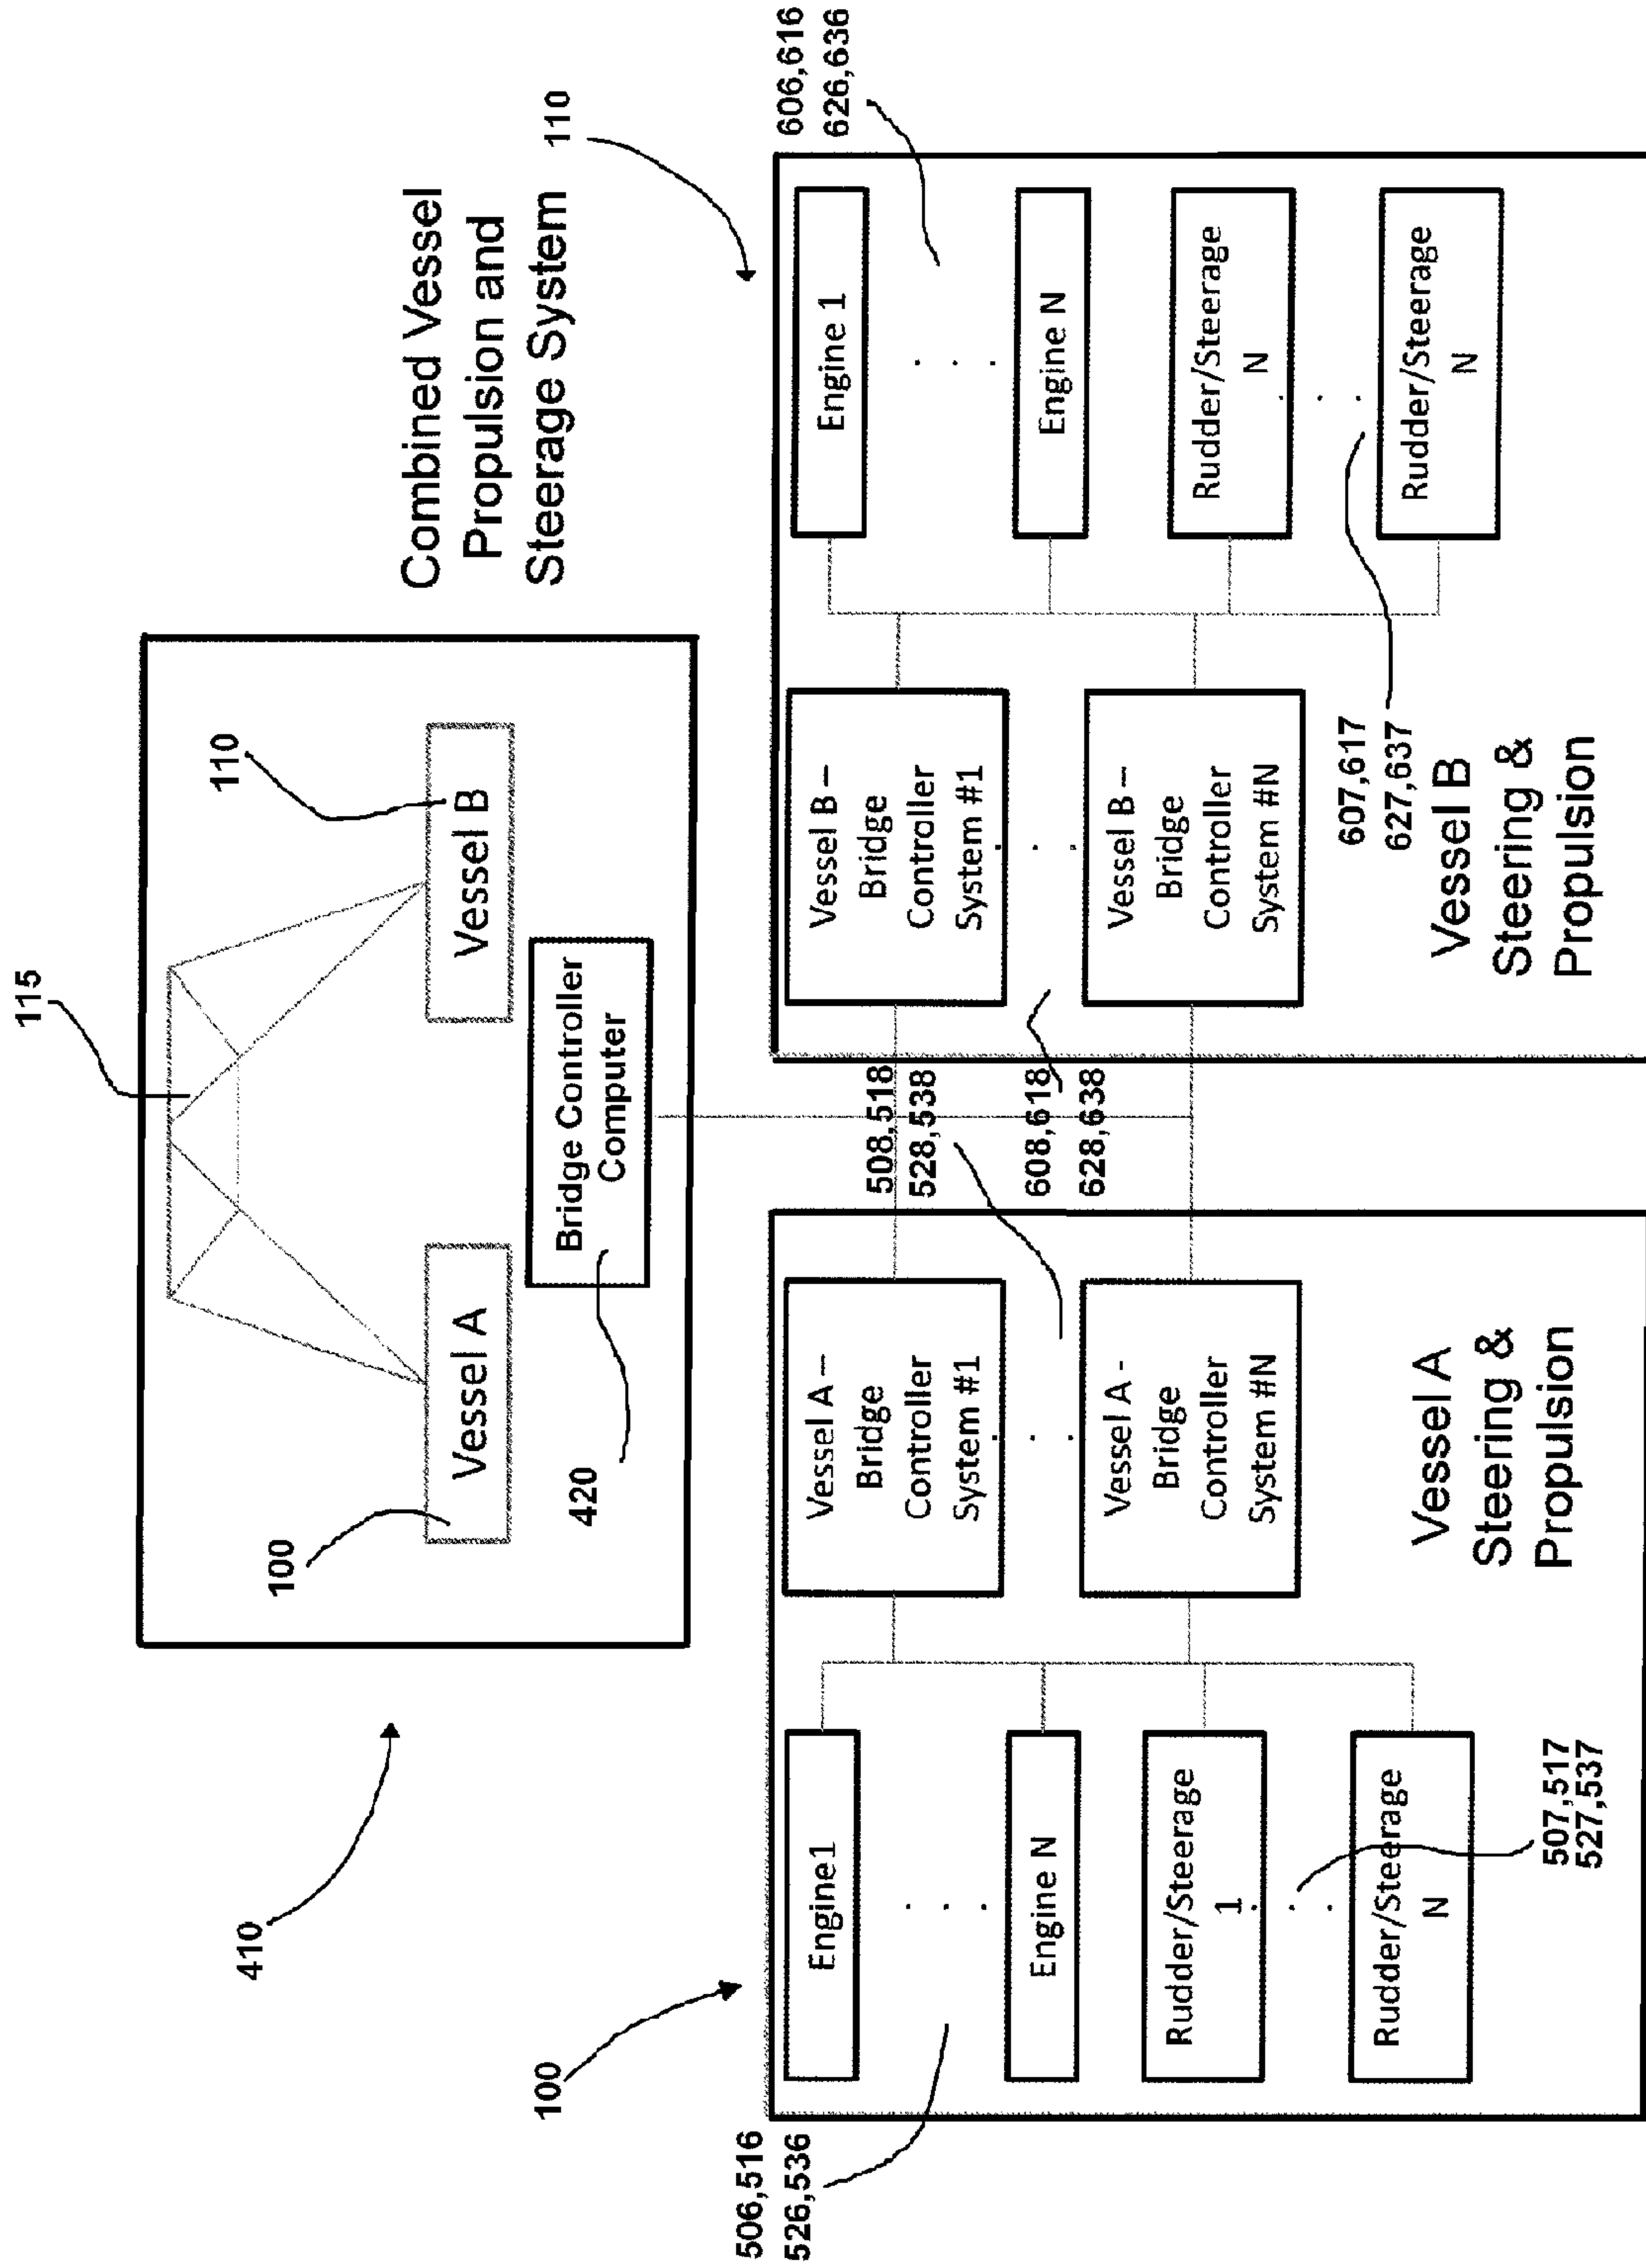 115
110
100
Vessel A
Vessel B
Bridge Controller
Computer
420
410
Combined Vessel
Propulsion and
Steerage System
100
506,516
526,536
Engine1
. . .
Engine N
Rudder/Steerage
1
. . .
Rudder/Steerage
N
507,517
527,537
Vessel A –
Bridge
Controller
System #1
. . .
Vessel A -
Bridge
Controller
System #N
Vessel A
Steering &
Propulsion
508,518
528,538
608,618
628,638
110
606,616
626,636
Vessel B –
Bridge
Controller
System #1
. . .
Vessel B –
Bridge
Controller
System #N
Engine 1
. . .
Engine N
Rudder/Steerage
N
. . .
Rudder/Steerage
N
607,617
627,637
Vessel B
Steering &
Propulsion